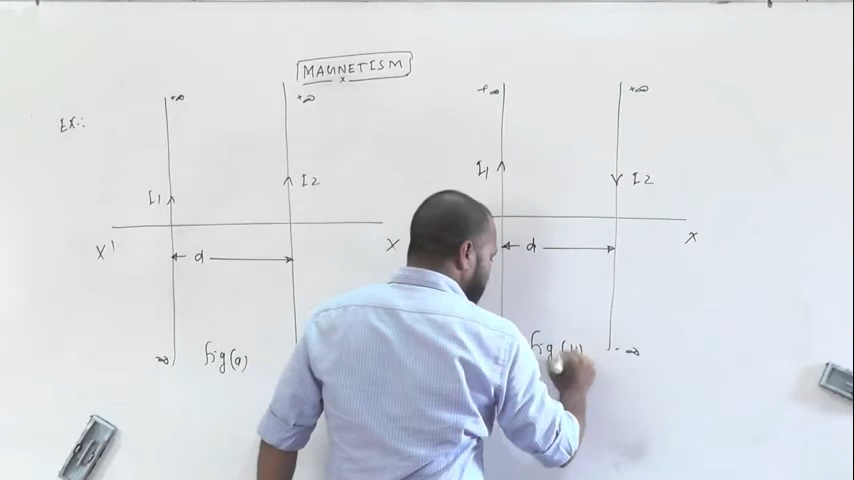 MAGNETISM
x
+∞ +∞ +∞ +∞
EX:
I1 I2 I1 I2
X' X X
d d
∞ fig(a) fig( -∞